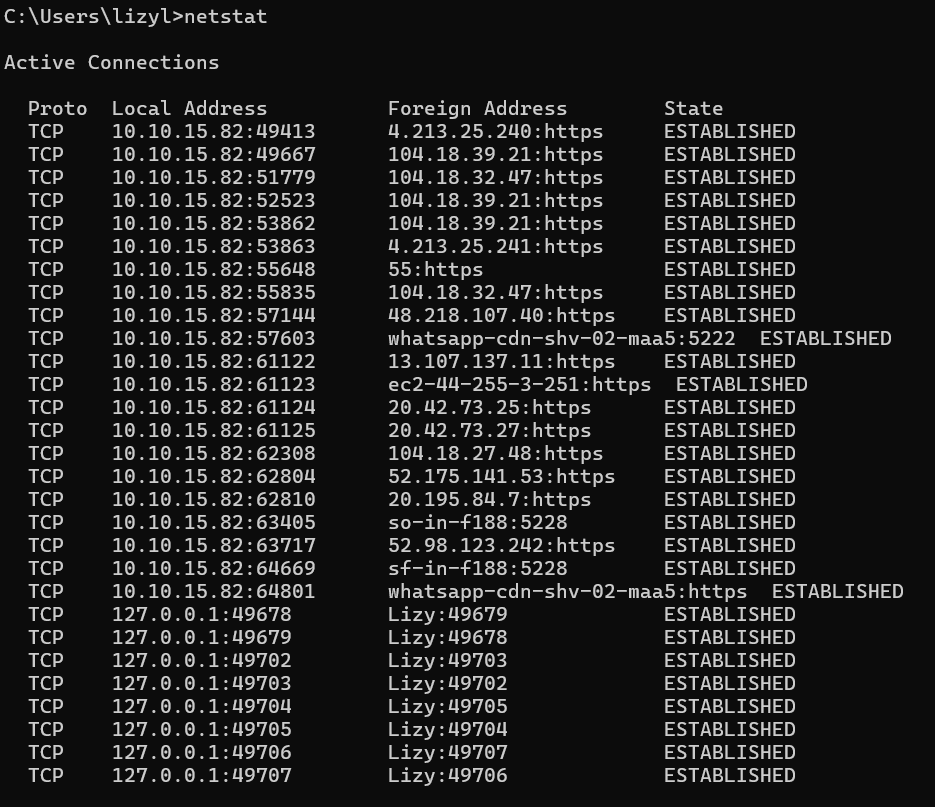 C:\Users\lizyl>netstat
Active Connections
Proto  Local Address          Foreign Address        State
TCP    10.10.15.82:49413      4.213.25.240:https     ESTABLISHED
TCP    10.10.15.82:49667      104.18.39.21:https     ESTABLISHED
TCP    10.10.15.82:51779      104.18.32.47:https     ESTABLISHED
TCP    10.10.15.82:52523      104.18.39.21:https     ESTABLISHED
TCP    10.10.15.82:53862      104.18.39.21:https     ESTABLISHED
TCP    10.10.15.82:53863      4.213.25.241:https     ESTABLISHED
TCP    10.10.15.82:55648      55:https               ESTABLISHED
TCP    10.10.15.82:55835      104.18.32.47:https     ESTABLISHED
TCP    10.10.15.82:57144      48.218.107.40:https    ESTABLISHED
TCP    10.10.15.82:57603      whatsapp-cdn-shv-02-maa5:5222  ESTABLISHED
TCP    10.10.15.82:61122      13.107.137.11:https    ESTABLISHED
TCP    10.10.15.82:61123      ec2-44-255-3-251:https  ESTABLISHED
TCP    10.10.15.82:61124      20.42.73.25:https      ESTABLISHED
TCP    10.10.15.82:61125      20.42.73.27:https      ESTABLISHED
TCP    10.10.15.82:62308      104.18.27.48:https     ESTABLISHED
TCP    10.10.15.82:62804      52.175.141.53:https    ESTABLISHED
TCP    10.10.15.82:62810      20.195.84.7:https      ESTABLISHED
TCP    10.10.15.82:63405      so-in-f188:5228        ESTABLISHED
TCP    10.10.15.82:63717      52.98.123.242:https    ESTABLISHED
TCP    10.10.15.82:64669      sf-in-f188:5228        ESTABLISHED
TCP    10.10.15.82:64801      whatsapp-cdn-shv-02-maa5:https  ESTABLISHED
TCP    127.0.0.1:49678        Lizy:49679             ESTABLISHED
TCP    127.0.0.1:49679        Lizy:49678             ESTABLISHED
TCP    127.0.0.1:49702        Lizy:49703             ESTABLISHED
TCP    127.0.0.1:49703        Lizy:49702             ESTABLISHED
TCP    127.0.0.1:49704        Lizy:49705             ESTABLISHED
TCP    127.0.0.1:49705        Lizy:49704             ESTABLISHED
TCP    127.0.0.1:49706        Lizy:49707             ESTABLISHED
TCP    127.0.0.1:49707        Lizy:49706             ESTABLISHED